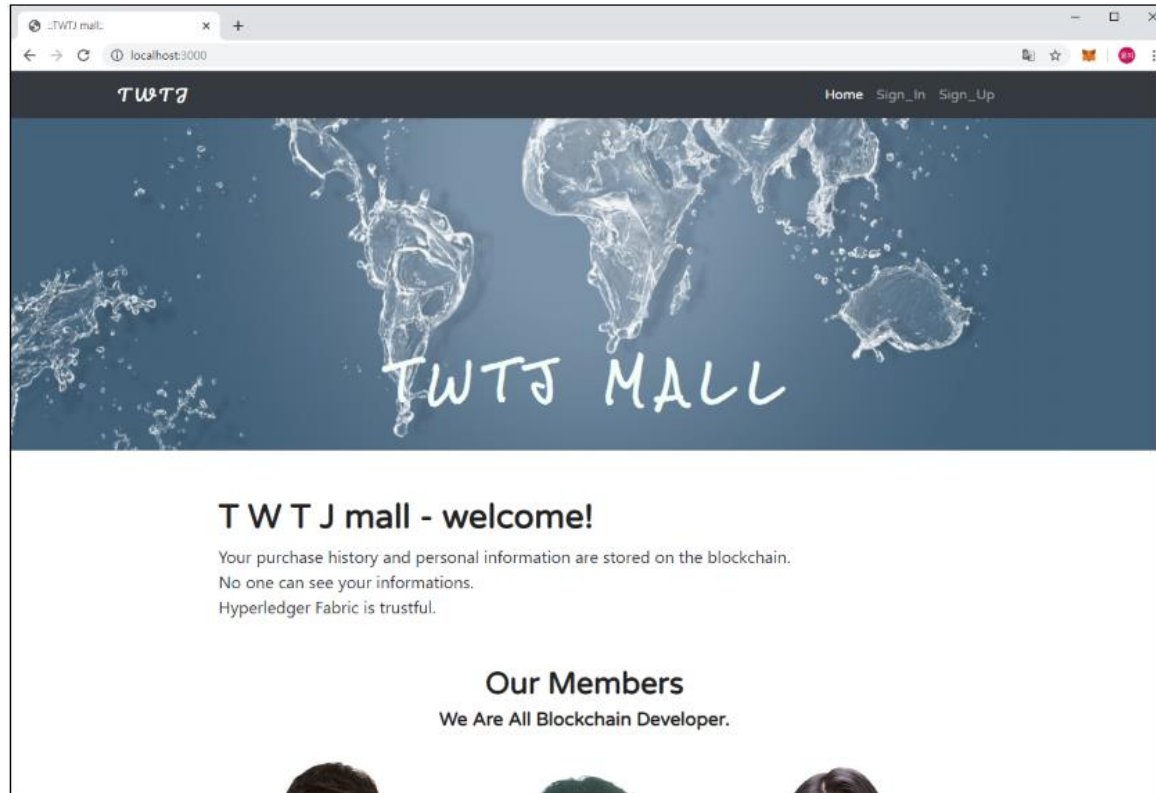 ::TWTJ mall::
localhost:3000
TWTJ
Home Sign_In Sign_Up
TWTJ MALL
T W T J mall - welcome!
Your purchase history and personal information are stored on the blockchain.
No one can see your informations.
Hyperledger Fabric is trustful.
Our Members
We Are All Blockchain Developer.